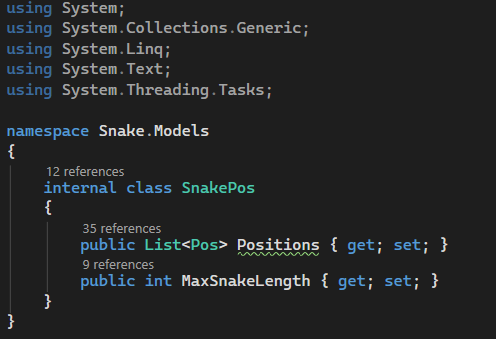 using System;
using System.Collections.Generic;
using System.Linq;
using System.Text;
using System.Threading.Tasks;
namespace Snake.Models
{
12 references
internal class SnakePos
{
35 references
public List<Pos> Positions { get; set; }
9 references
public int MaxSnakeLength { get; set; }
}
}